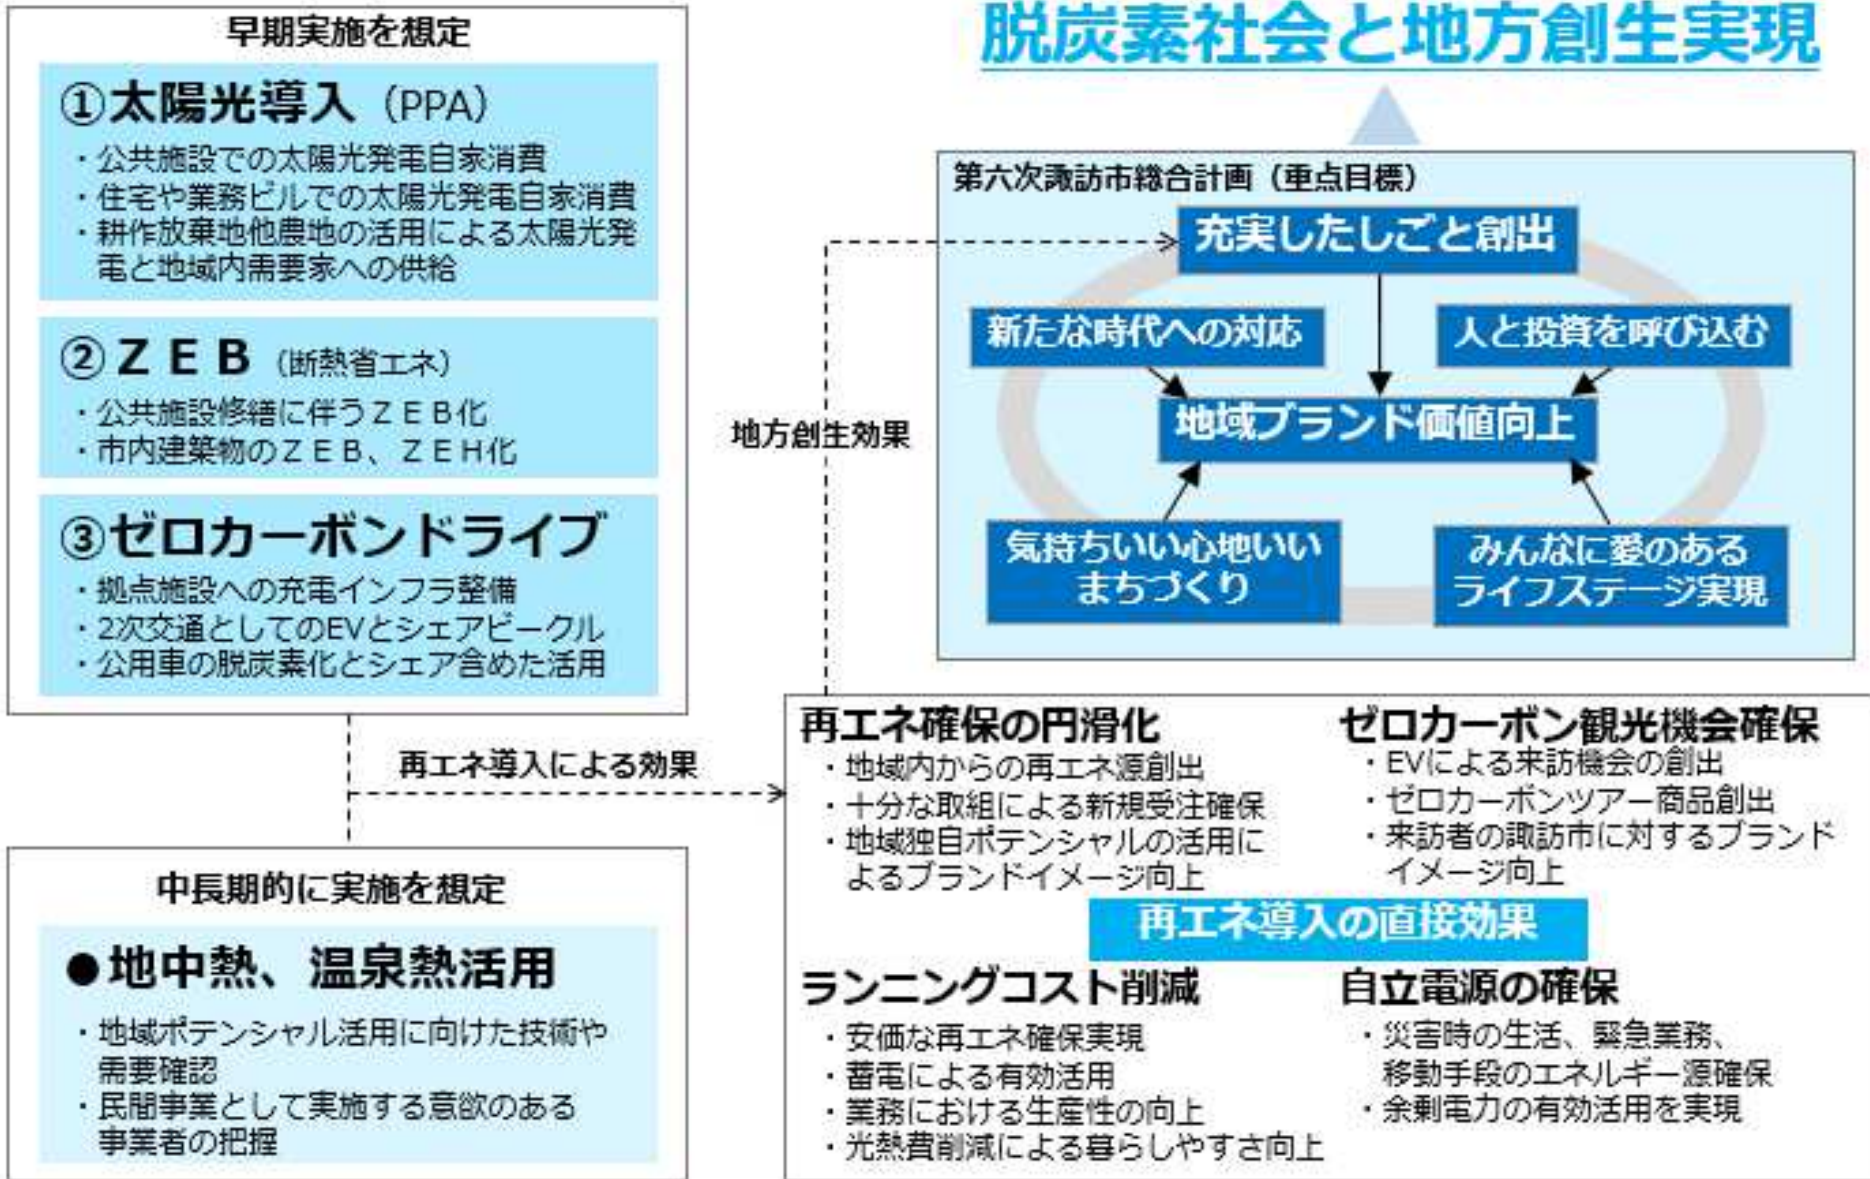 早期実施を想定
①太陽光導入（PPA）
・公共施設での太陽光発電自家消費
・住宅や業務ビルでの太陽光発電自家消費
・耕作放棄地他農地の活用による太陽光発
電と地域内需要家への供給
②ＺＥＢ（断熱省エネ）
・公共施設修繕に伴うＺＥＢ化
・市内建築物のＺＥＢ、ＺＥＨ化
③ゼロカーボンドライブ
・拠点施設への充電インフラ整備
・2次交通としてのEVとシェアビークル
・公用車の脱炭素化とシェア含めた活用
再エネ導入による効果
中長期的に実施を想定
●地中熱、温泉熱活用
・地域ポテンシャル活用に向けた技術や
需要確認
・民間事業として実施する意欲のある
事業者の把握
脱炭素社会と地方創生実現
第六次諏訪市総合計画（重点目標）
充実したしごと創出
新たな時代への対応
人と投資を呼び込む
地域ブランド価値向上
気持ちいい心地いい
まちづくり
みんなに愛のある
ライフステージ実現
地方創生効果
再エネ確保の円滑化
・地域内からの再エネ源創出
・十分な取組による新規受注確保
・地域独自ポテンシャルの活用に
よるブランドイメージ向上
ゼロカーボン観光機会確保
・EVによる来訪機会の創出
・ゼロカーボンツアー商品創出
・来訪者の諏訪市に対するブランド
イメージ向上
再エネ導入の直接効果
ランニングコスト削減
・安価な再エネ確保実現
・蓄電による有効活用
・業務における生産性の向上
・光熱費削減による暮らしやすさ向上
自立電源の確保
・災害時の生活、緊急業務、
移動手段のエネルギー源確保
・余剰電力の有効活用を実現